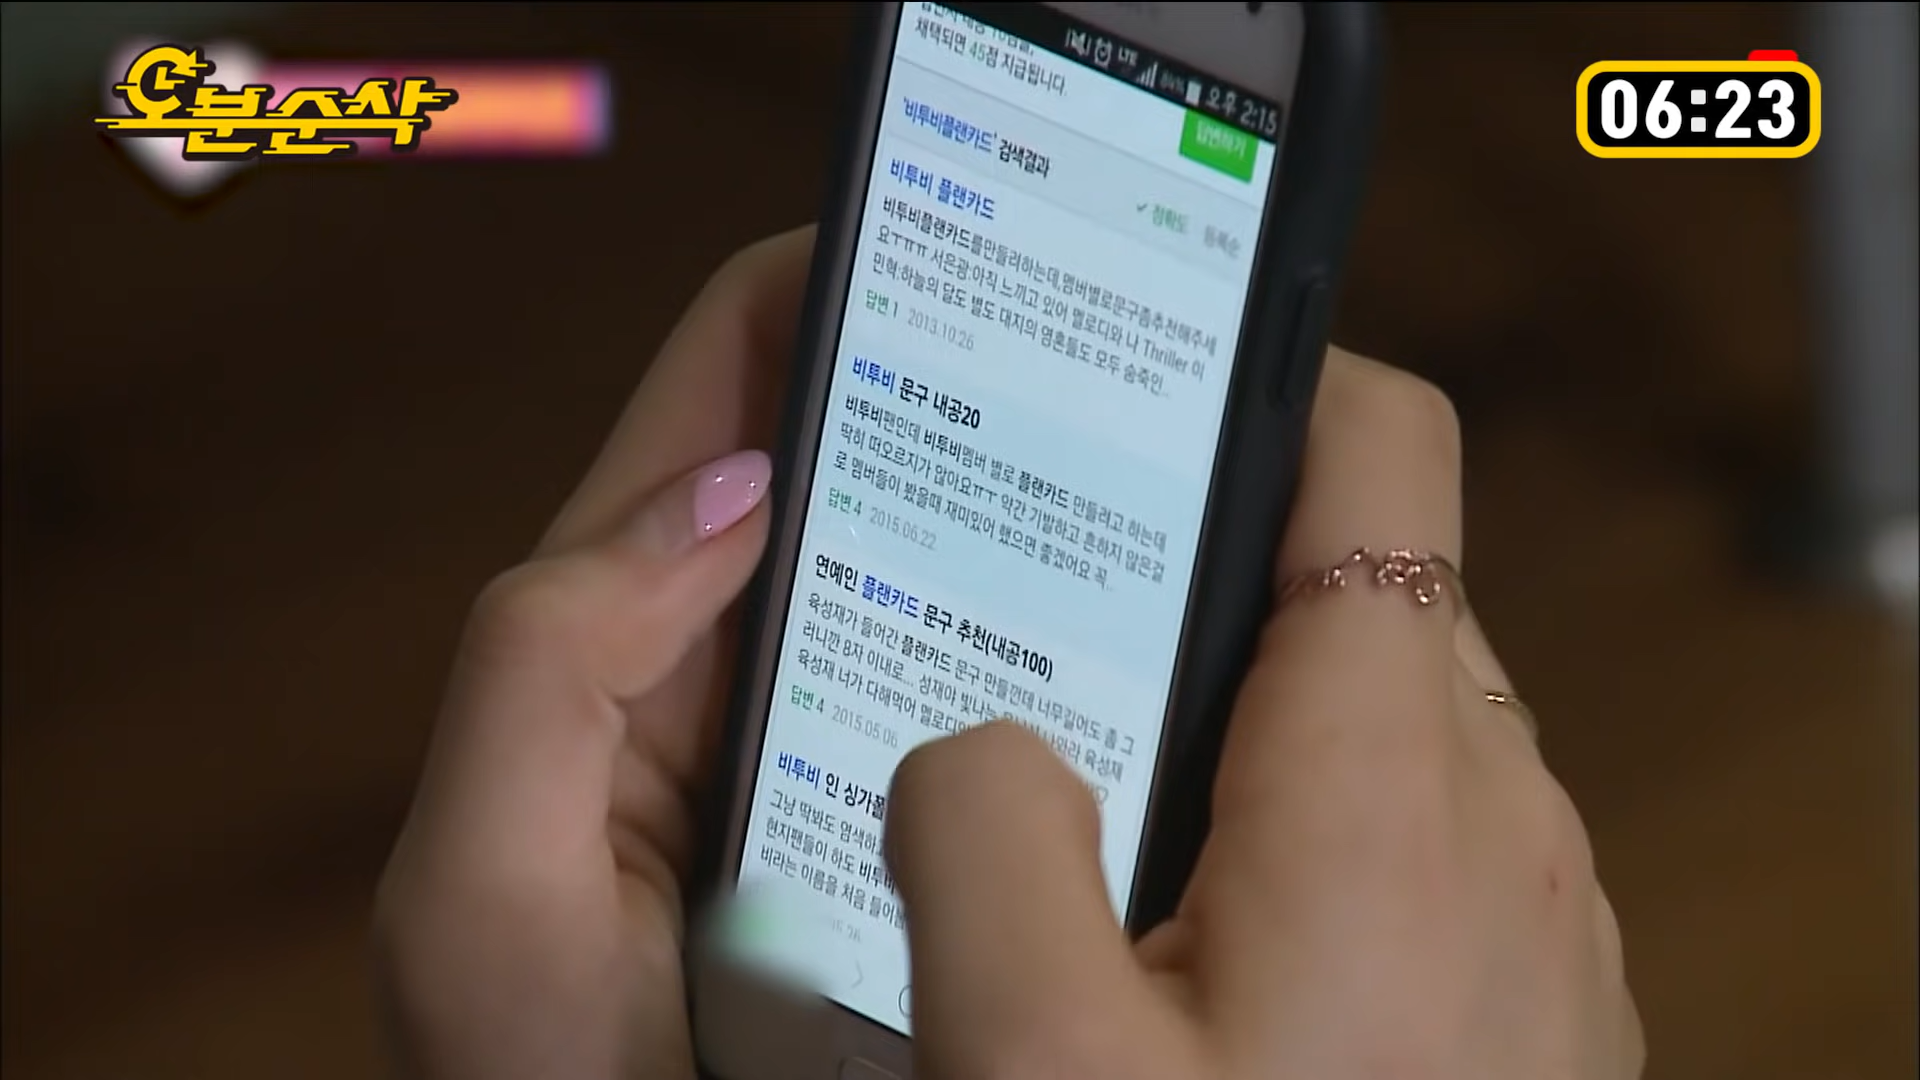 오분순삭
06:23
LTE
84% 오후 2:15
채택되면 45점 지급됩니다.
답변하기
'비투비플랜카드' 검색결과
✓ 정확도 등록순
비투비 플랜카드
비투비플랜카드를만들려하는데,멤버별로문구좀추천해주세
요ㅜㅠㅠ 서은광:아직 느끼고 있어 멜로디와 나 Thriller 이
민혁:하늘의 달도 별도 대지의 영혼들도 모두 숨죽인...
답변 1 2013.10.26
비투비 문구 내공20
비투비팬인데 비투비멤버 별로 플랜카드 만들려고 하는데
딱히 떠오르지가 않아요ㅠㅜ 약간 기발하고 흔하지 않은걸
로 멤버들이 봤을때 재미있어 했으면 좋겠어요 꼭...
답변 4 2015.06.22
연예인 플랜카드 문구 추천(내공100)
육성재가 들어간 플랜카드 문구 만들껀데 너무길어도 좀 그
러니깐 8자 이내로... 성재야 빛나는 나와라 육성재
육성재 너가 다해먹어
답변 4 2015.05.06
비투비 인
그냥 딱봐도
현지팬들이 하도
비라는 이름을 처음